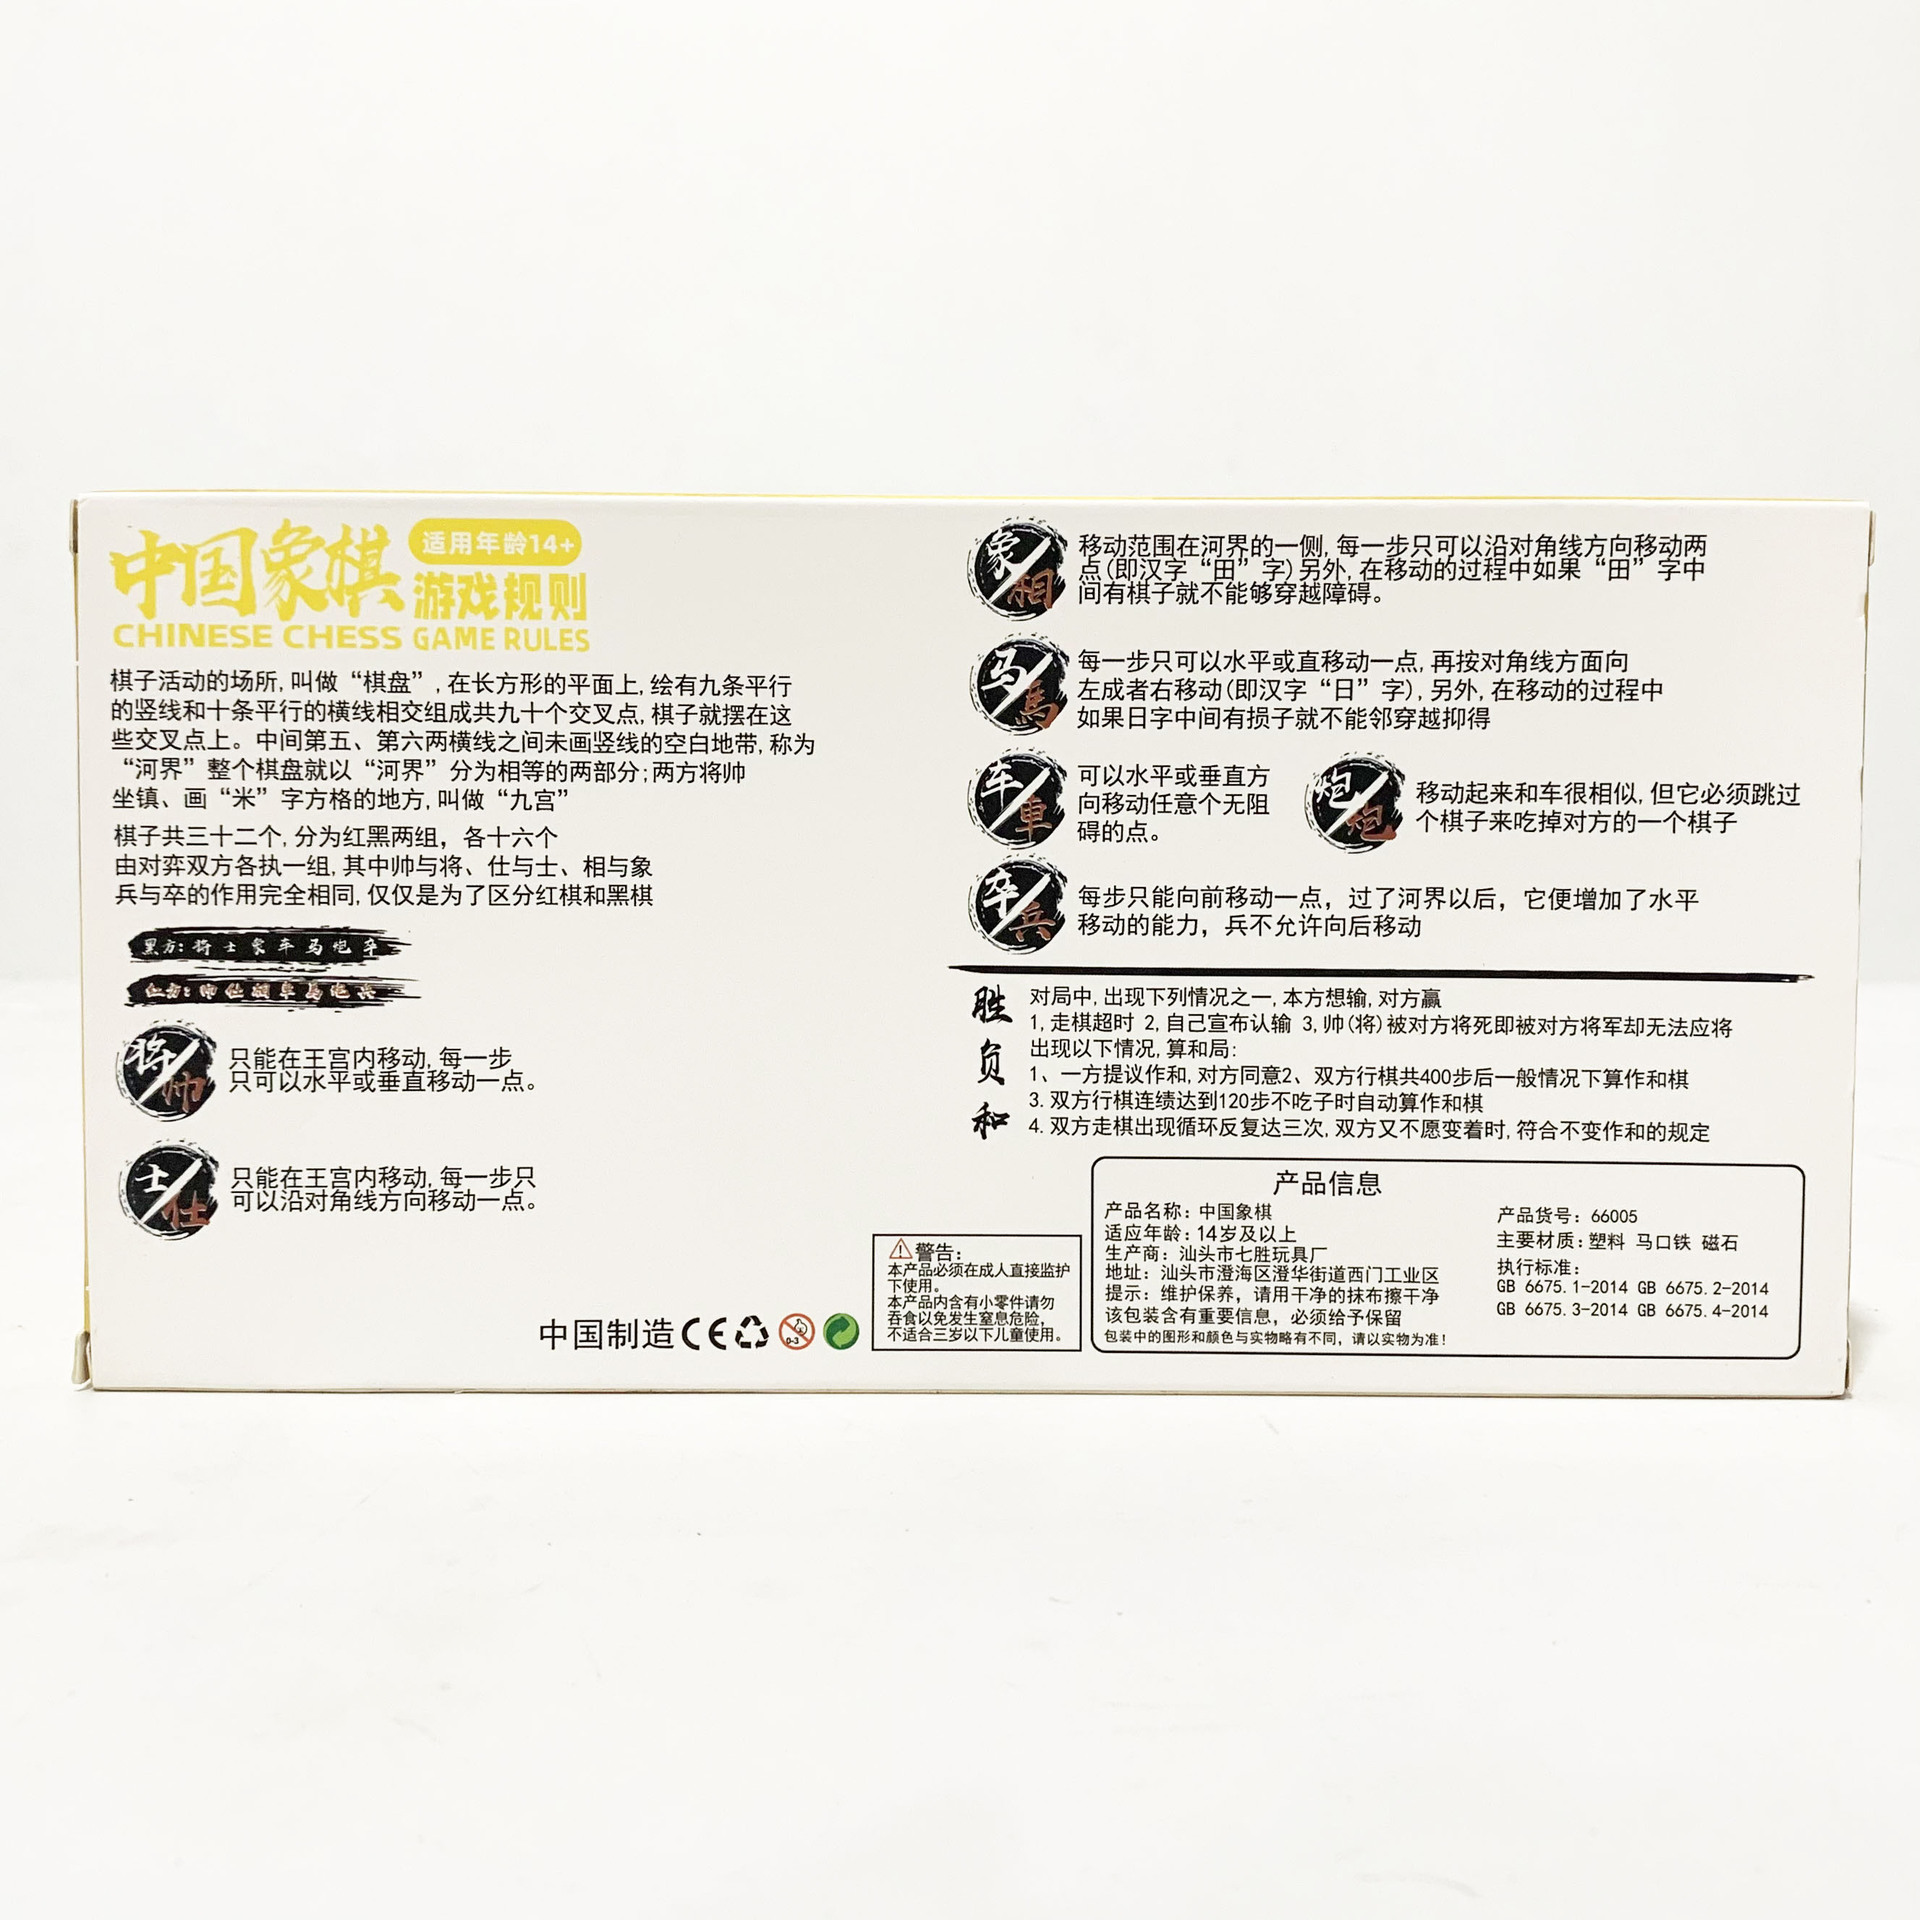 中国象棋
适用年龄14+
游戏规则
CHINESE CHESS GAME RULES
棋子活动的场所,叫做“棋盘”,在长方形的平面上,绘有九条平行
的竖线和十条平行的横线相交组成共九十个交叉点,棋子就摆在这
些交叉点上。中间第五、第六两横线之间未画竖线的空白地带,称为
“河界”整个棋盘就以“河界”分为相等的两部分;两方将帅
坐镇、画“米”字方格的地方,叫做“九宫”
棋子共三十二个,分为红黑两组，各十六个
由对弈双方各执一组,其中帅与将、仕与士、相与象
兵与卒的作用完全相同,仅仅是为了区分红棋和黑棋
黑方:将士象车马炮卒
红方:帅仕相車馬炮兵
将帅
只能在王宫内移动,每一步
只可以水平或垂直移动一点。
士仕
只能在王宫内移动,每一步只
可以沿对角线方向移动一点。
象相
移动范围在河界的一侧,每一步只可以沿对角线方向移动两
点(即汉字“田”字)另外,在移动的过程中如果“田”字中
间有棋子就不能够穿越障碍。
马馬
每一步只可以水平或直移动一点,再按对角线方面向
左成者右移动(即汉字“日”字),另外,在移动的过程中
如果日字中间有损子就不能邻穿越抑得
车車
可以水平或垂直方
向移动任意个无阻
碍的点。
炮炮
移动起来和车很相似,但它必须跳过
个棋子来吃掉对方的一个棋子
卒兵
每步只能向前移动一点，过了河界以后，它便增加了水平
移动的能力，兵不允许向后移动
胜负和
对局中,出现下列情况之一,本方想输,对方赢
1,走棋超时 2,自己宣布认输 3,帅(将)被对方将死即被对方将军却无法应将
出现以下情况,算和局:
1、一方提议作和,对方同意2、双方行棋共400步后一般情况下算作和棋
3.双方行棋连绩达到120步不吃子时自动算作和棋
4.双方走棋出现循环反复达三次,双方又不愿变着时,符合不变作和的规定
中国制造 CE 0-3
警告:
本产品必须在成人直接监护
下使用。
本产品内含有小零件请勿
吞食以免发生窒息危险，
不适合三岁以下儿童使用。
产品信息
产品名称：中国象棋
适应年龄：14岁及以上
生产商：汕头市七胜玩具厂
地址：汕头市澄海区澄华街道西门工业区
提示：维护保养，请用干净的抹布擦干净
该包装含有重要信息，必须给予保留
包装中的图形和颜色与实物略有不同，请以实物为准！
产品货号：66005
主要材质：塑料 马口铁 磁石
执行标准：
GB 6675.1-2014 GB 6675.2-2014
GB 6675.3-2014 GB 6675.4-2014